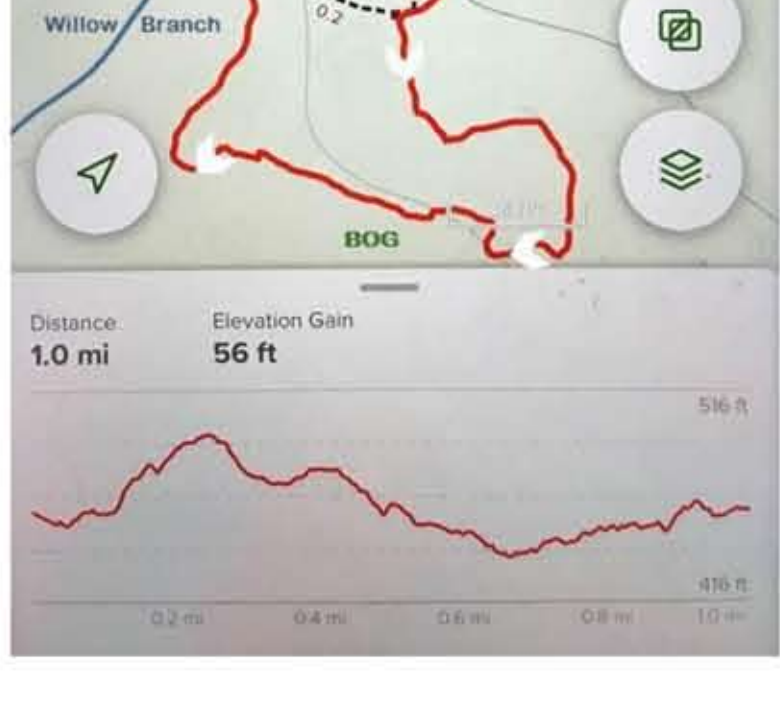 0.2
Willow Branch
BOG
Distance Elevation Gain
1.0 mi 56 ft
516 ft
416 ft
0.2 mi 0.4 mi 0.6 mi 0.8 mi 1.0 mi